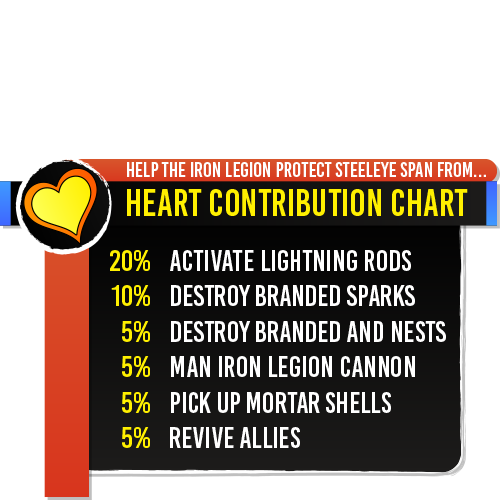 HELP THE IRON LEGION PROTECT STEELEYE SPAN FROM...
HEART CONTRIBUTION CHART
20% ACTIVATE LIGHTNING RODS
10% DESTROY BRANDED SPARKS
5% DESTROY BRANDED AND NESTS
5% MAN IRON LEGION CANNON
5% PICK UP MORTAR SHELLS
5% REVIVE ALLIES